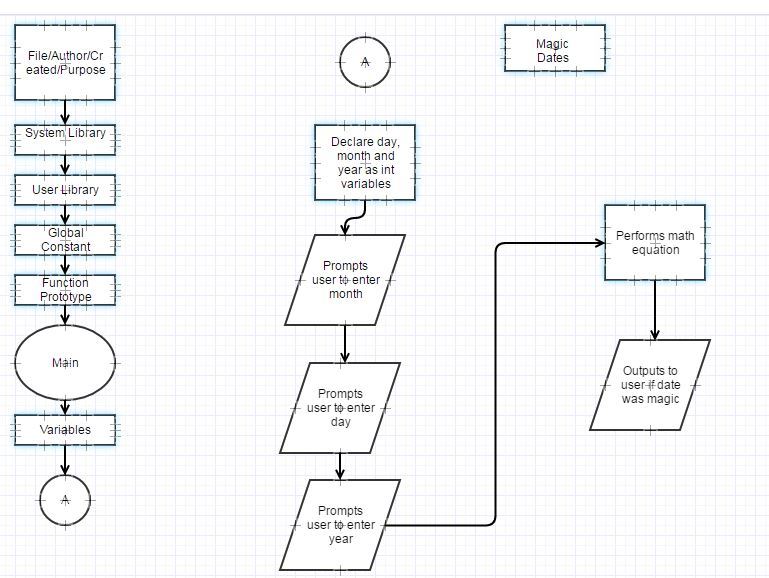 File/Author/Cr
eated/Purpose
System Library
User Library
Global
Constant
Function
Prototype
Main
Variables
A
A
Declare day,
month and
year as int
variables
Prompts
user to enter
month
Prompts
user to enter
day
Prompts
user to enter
year
Magic
Dates
Performs math
equation
Outputs to
user if date
was magic